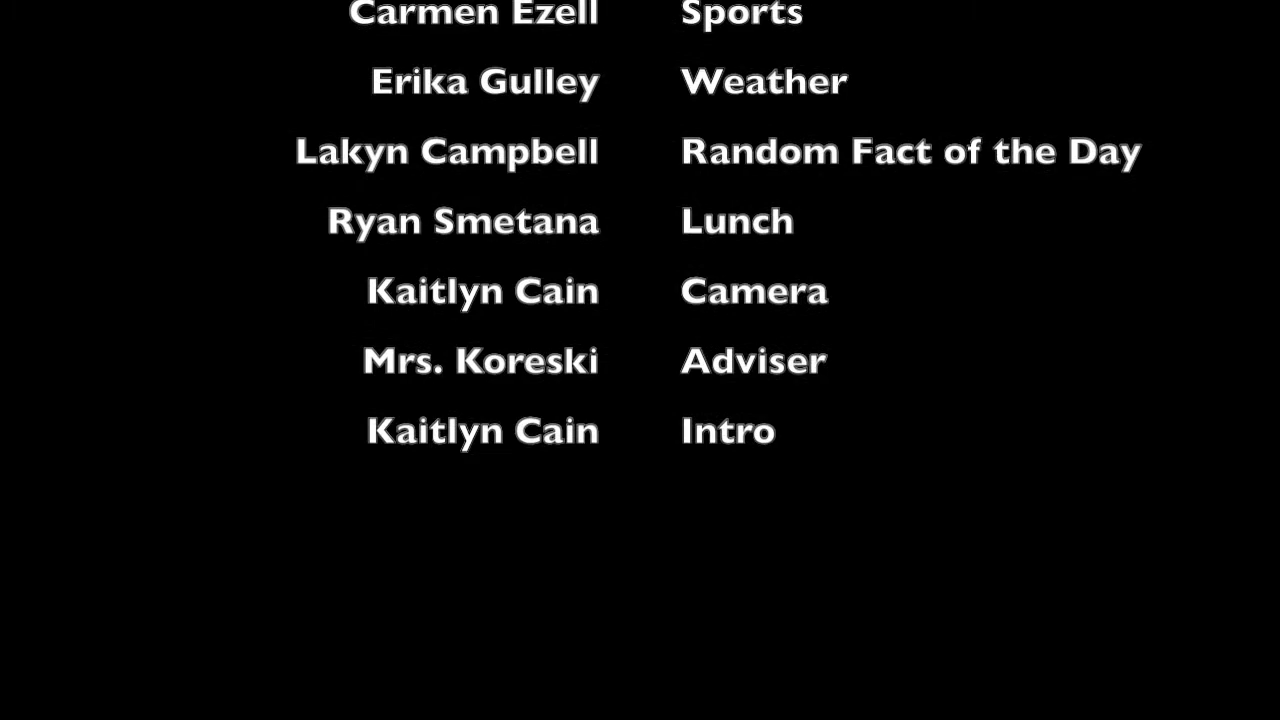 Carmen Ezell Sports
Erika Gulley Weather
Lakyn Campbell Random Fact of the Day
Ryan Smetana Lunch
Kaitlyn Cain Camera
Mrs. Koreski Adviser
Kaitlyn Cain Intro